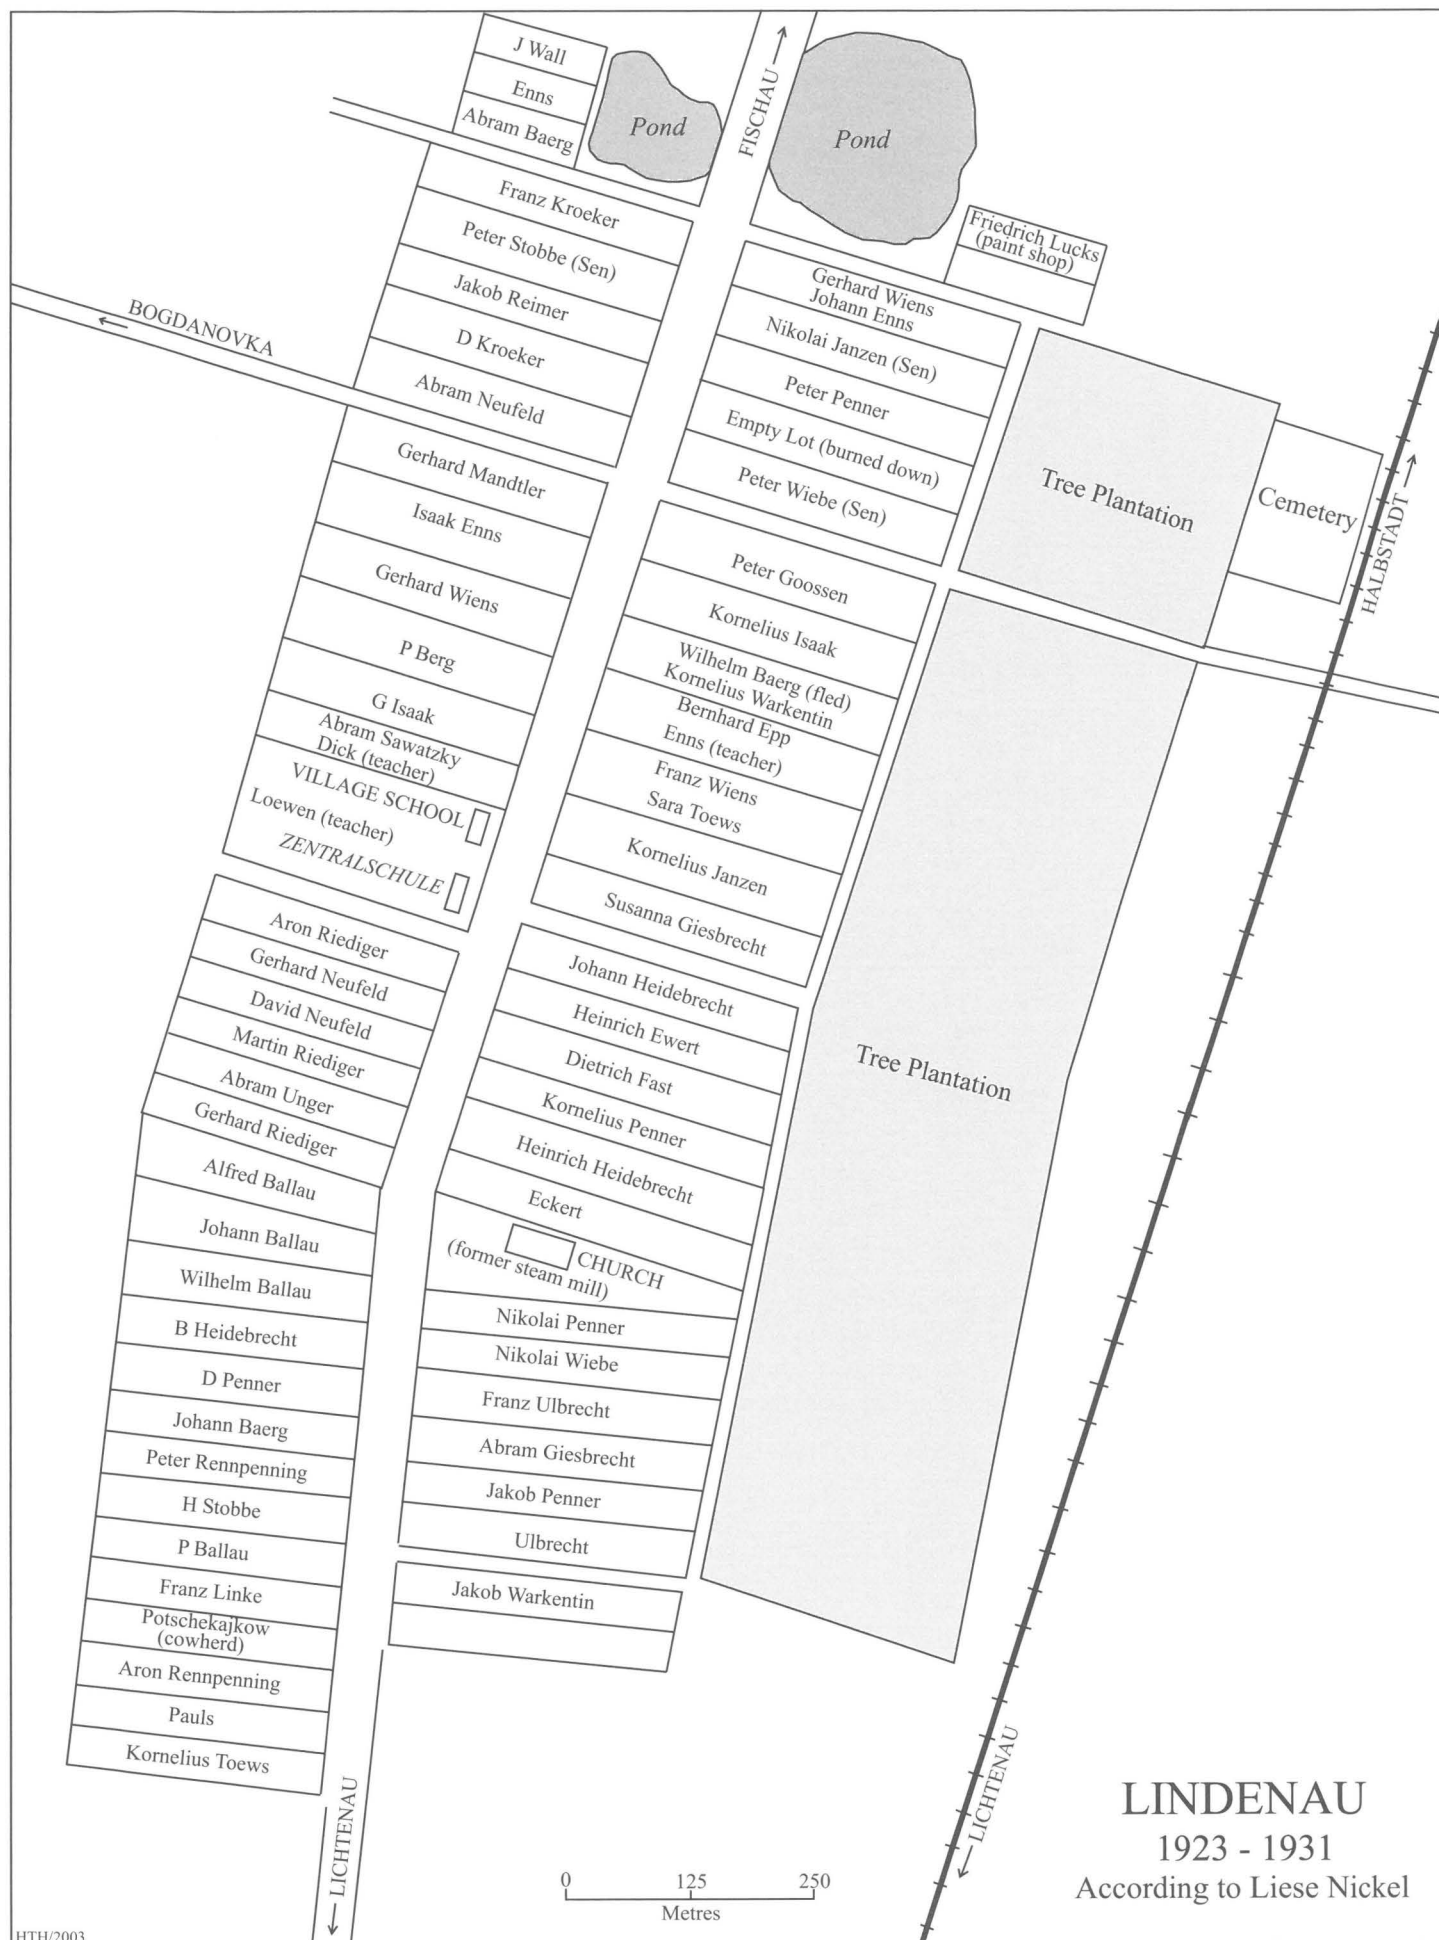 J Wall
Enns
Abram Baerg
Pond
FISCHAU
Pond
Franz Kroeker
Peter Stobbe (Sen)
Jakob Reimer
D Kroeker
Abram Neufeld
BOGDANOVKA
Friedrich Lucks
(paint shop)
Gerhard Wiens
Johann Enns
Nikolai Janzen (Sen)
Peter Penner
Empty Lot (burned down)
Peter Wiebe (Sen)
Tree Plantation
Cemetery
HALBSTADT
Gerhard Mandtler
Isaak Enns
Gerhard Wiens
P Berg
G Isaak
Abram Sawatzky
Dick (teacher)
VILLAGE SCHOOL
Loewen (teacher)
ZENTRALSCHULE
Peter Goossen
Kornelius Isaak
Wilhelm Baerg (fled)
Kornelius Warkentin
Bernhard Epp
Enns (teacher)
Franz Wiens
Sara Toews
Kornelius Janzen
Susanna Giesbrecht
Aron Riediger
Gerhard Neufeld
David Neufeld
Martin Riediger
Abram Unger
Gerhard Riediger
Alfred Ballau
Johann Ballau
Wilhelm Ballau
B Heidebrecht
D Penner
Johann Baerg
Peter Rennpenning
H Stobbe
P Ballau
Franz Linke
Potschekajkow
(cowherd)
Aron Rennpenning
Pauls
Kornelius Toews
Johann Heidebrecht
Heinrich Ewert
Dietrich Fast
Kornelius Penner
Heinrich Heidebrecht
Eckert
CHURCH
(former steam mill)
Nikolai Penner
Nikolai Wiebe
Franz Ulbrecht
Abram Giesbrecht
Jakob Penner
Ulbrecht
Jakob Warkentin
Tree Plantation
LICHTENAU
LICHTENAU
0 125 250
Metres
LINDENAU
1923 - 1931
According to Liese Nickel
HTH/2003